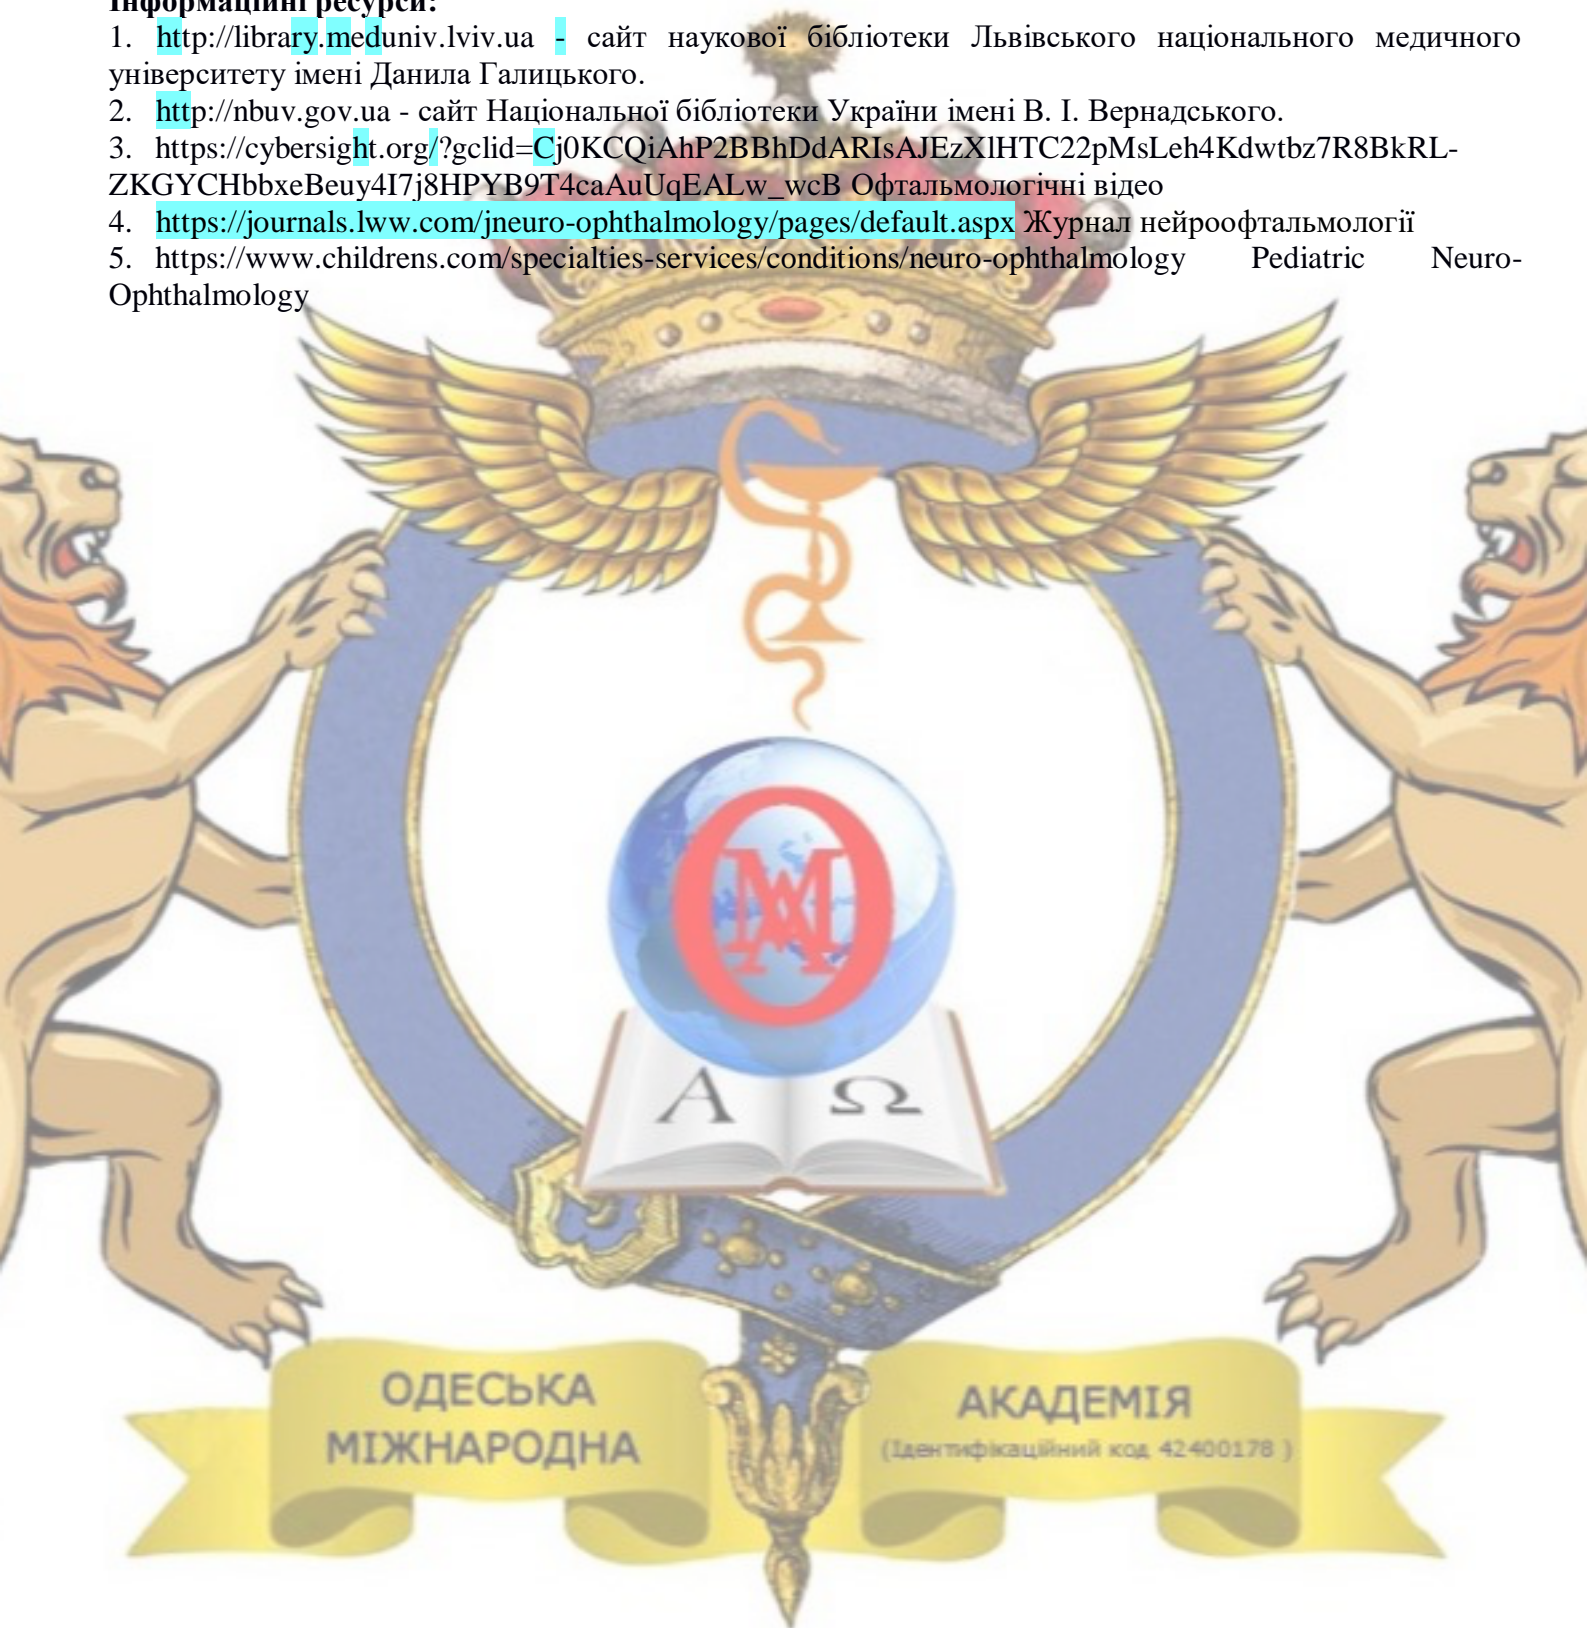 Інформаційні ресурси:
1. http://library.meduniv.lviv.ua - сайт наукової бібліотеки Львівського національного медичного
університету імені Данила Галицького.
2. http://nbuv.gov.ua - сайт Національної бібліотеки України імені В. І. Вернадського.
3. https://cybersight.org/?gclid=Cj0KCQiAhP2BBhDdARIsAJEzXlHTC22pMsLeh4Kdwtbz7R8BkRL-
ZKGYCHbbxeBeuy4I7j8HPYB9T4caAuUqEALw_wcB Офтальмологічні відео
4. https://journals.lww.com/jneuro-ophthalmology/pages/default.aspx Журнал нейроофтальмології
5. https://www.childrens.com/specialties-services/conditions/neuro-ophthalmology Pediatric Neuro-
Ophthalmology
ОМА
А Ω
ОДЕСЬКА
МІЖНАРОДНА
АКАДЕМІЯ
(Ідентифікаційний код 42400178 )